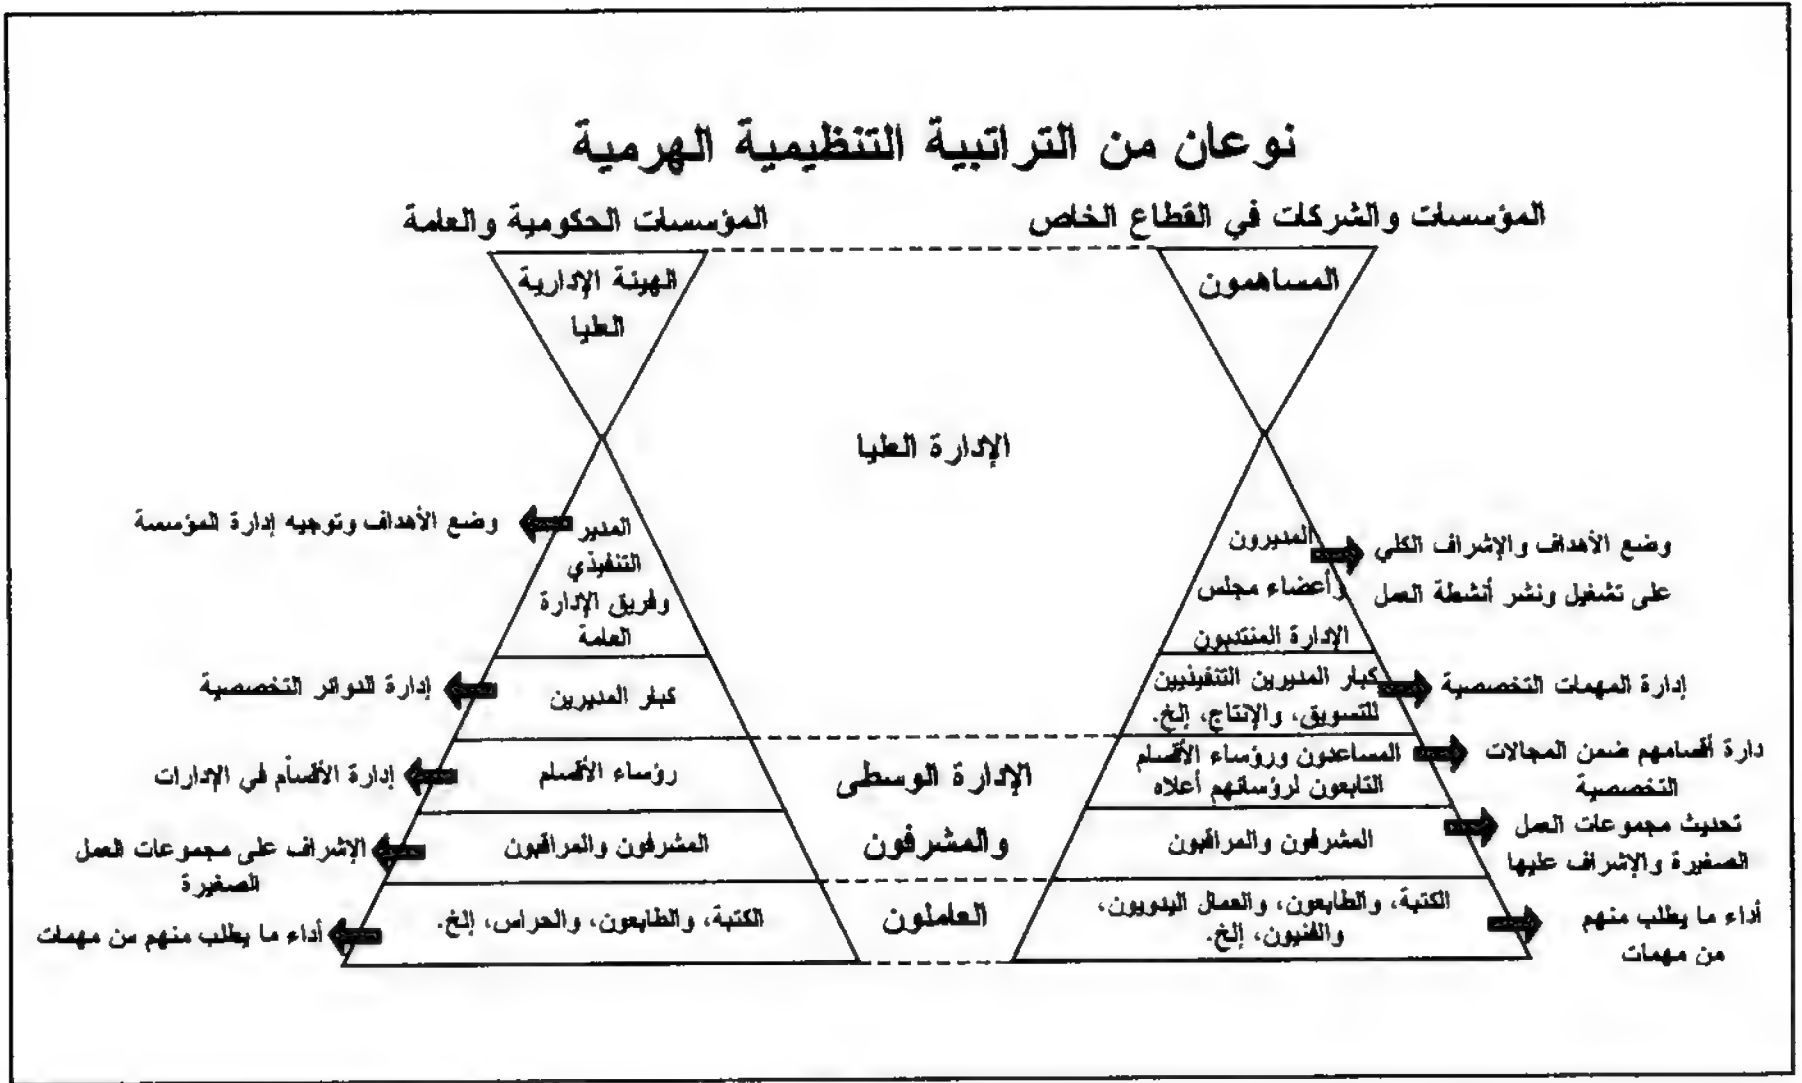 نوعان من التراتبية التنظيمية الهرمية
المؤسسات والشركات في القطاع الخاص
المؤسسات الحكومية والعامة
المساهمون
المديرون
وأعضاء مجلس
الإدارة المنتدبون
كبار المديرين التنفيذيين
للتسويق، والإنتاج، إلخ.
المساعدون ورؤساء الأقسام
التابعون لرؤسائهم أعلاه
المشرفون والمراقبون
الكتبة، والطابعون، والعمال اليدويون،
والفنيون، إلخ.
وضع الأهداف والإشراف الكلي
على تشغيل ونشر أنشطة العمل
إدارة المهمات التخصصية
دارة أقسامهم ضمن المجالات
التخصصية
تحديث مجموعات العمل
الصغيرة والإشراف عليها
أداء ما يطلب منهم
من مهمات
الإدارة العليا
الإدارة الوسطى
والمشرفون
العاملون
الهيئة الإدارية
العليا
المدير
التنفيذي
وفريق الإدارة
العامة
كبار المديرين
رؤساء الأقسام
المشرفون والمراقبون
الكتبة، والطابعون، والحراس، إلخ.
وضع الأهداف وتوجيه إدارة المؤسسة
إدارة الدوائر التخصصية
إدارة الأقسام في الإدارات
الإشراف على مجموعات العمل
الصغيرة
أداء ما يطلب منهم من مهمات